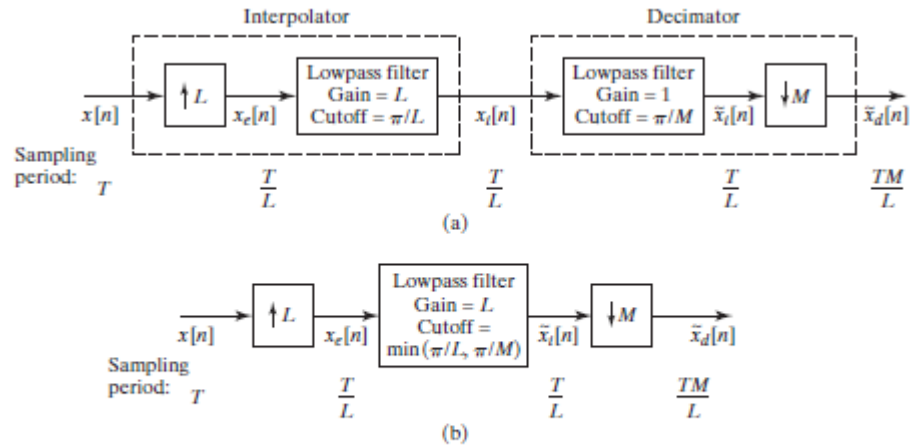 Interpolator Decimator
Lowpass filter Lowpass filter
↑L Gain = L Gain = 1 ↓M
x[n] xₑ[n] Cutoff = π/L xᵢ[n] Cutoff = π/M x̃ᵢ[n] x̃d[n]
Sampling
period: T T/L T/L T/L TM/L
(a)
Lowpass filter
↑L Gain = L ↓M
Cutoff =
x[n] xₑ[n] min (π/L, π/M) x̃ᵢ[n] x̃d[n]
Sampling
period: T T/L T/L TM/L
(b)